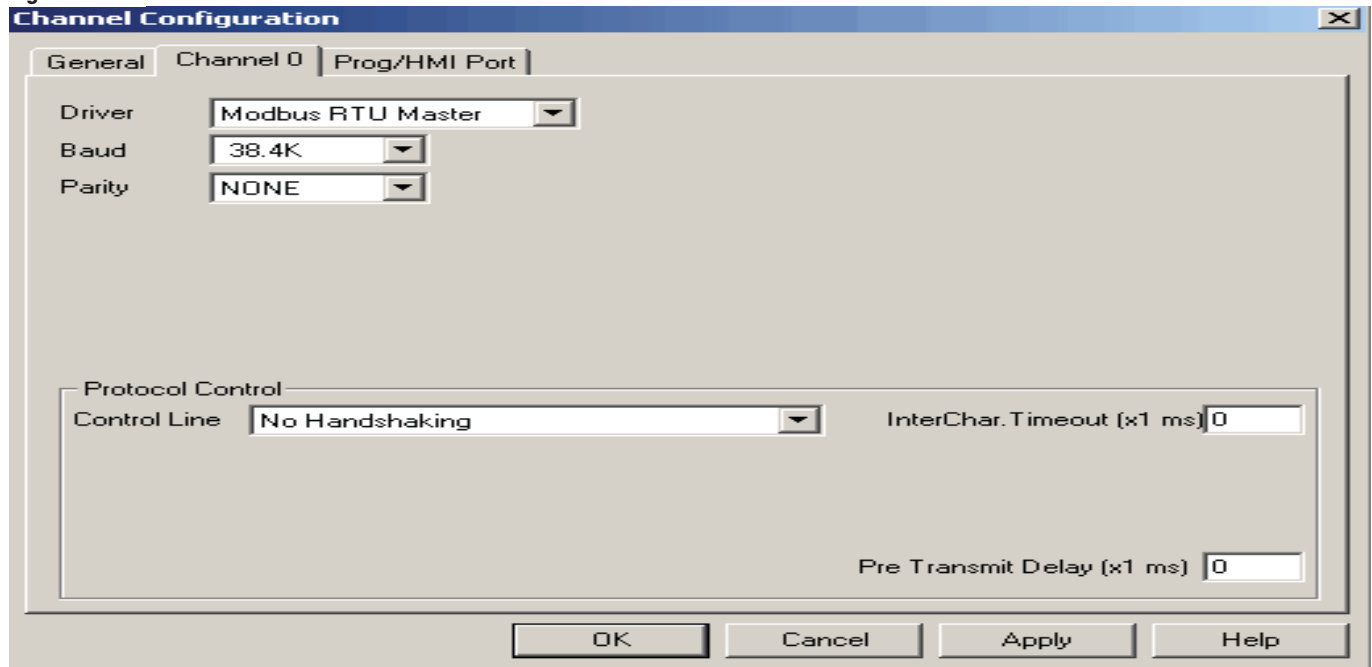 Channel Configuration
General Channel 0 Prog/HMI Port
Driver Modbus RTU Master
Baud 38.4K
Parity NONE
Protocol Control
Control Line No Handshaking InterChar.Timeout (x1 ms) 0
Pre Transmit Delay (x1 ms) 0
OK Cancel Apply Help